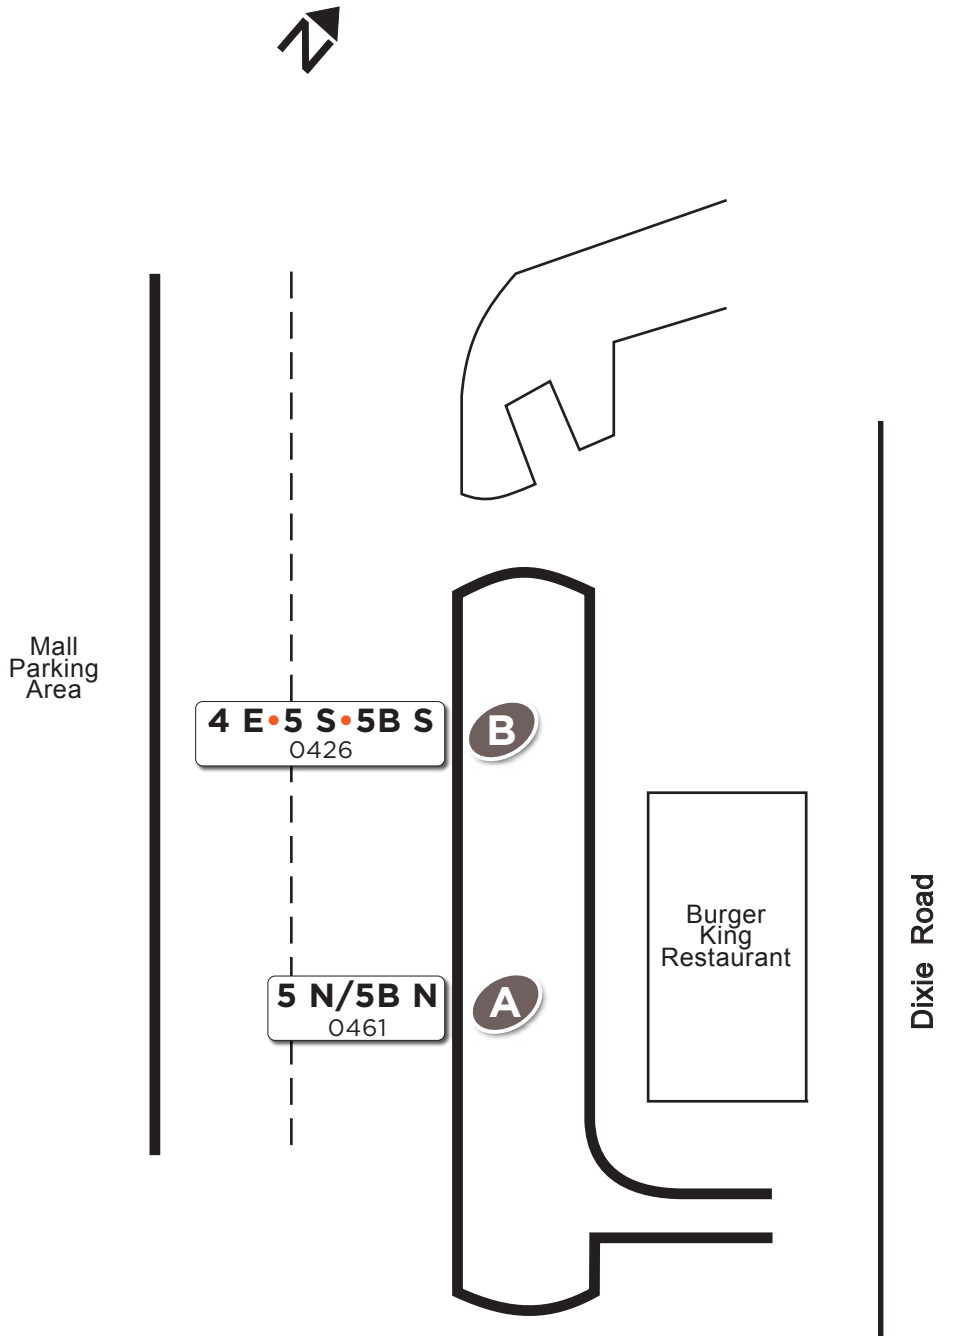 N
Mall
Parking
Area
4 E•5 S•5B S
0426
B
Burger
King
Restaurant
Dixie Road
5 N/5B N
0461
A